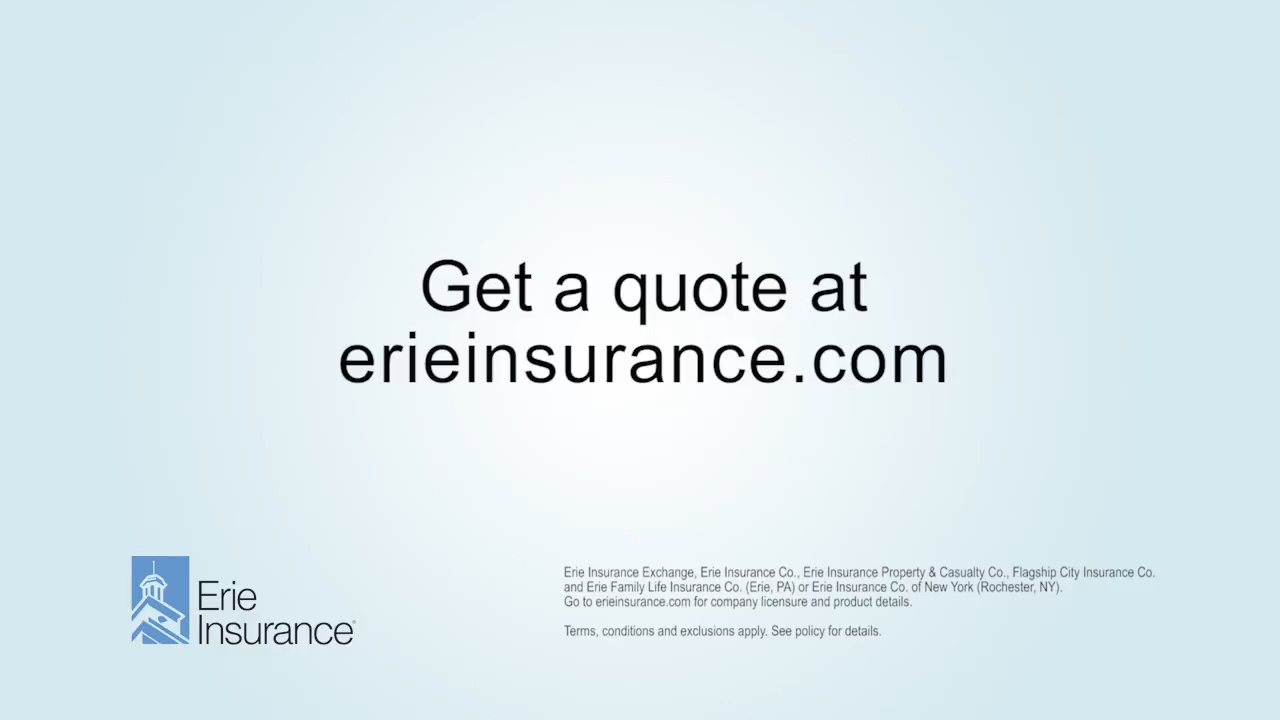 Get a quote at
erieinsurance.com
Erie
Insurance®
Erie Insurance Exchange, Erie Insurance Co., Erie Insurance Property & Casualty Co., Flagship City Insurance Co.
and Erie Family Life Insurance Co. (Erie, PA) or Erie Insurance Co. of New York (Rochester, NY).
Go to erieinsurance.com for company licensure and product details.
Terms, conditions and exclusions apply. See policy for details.